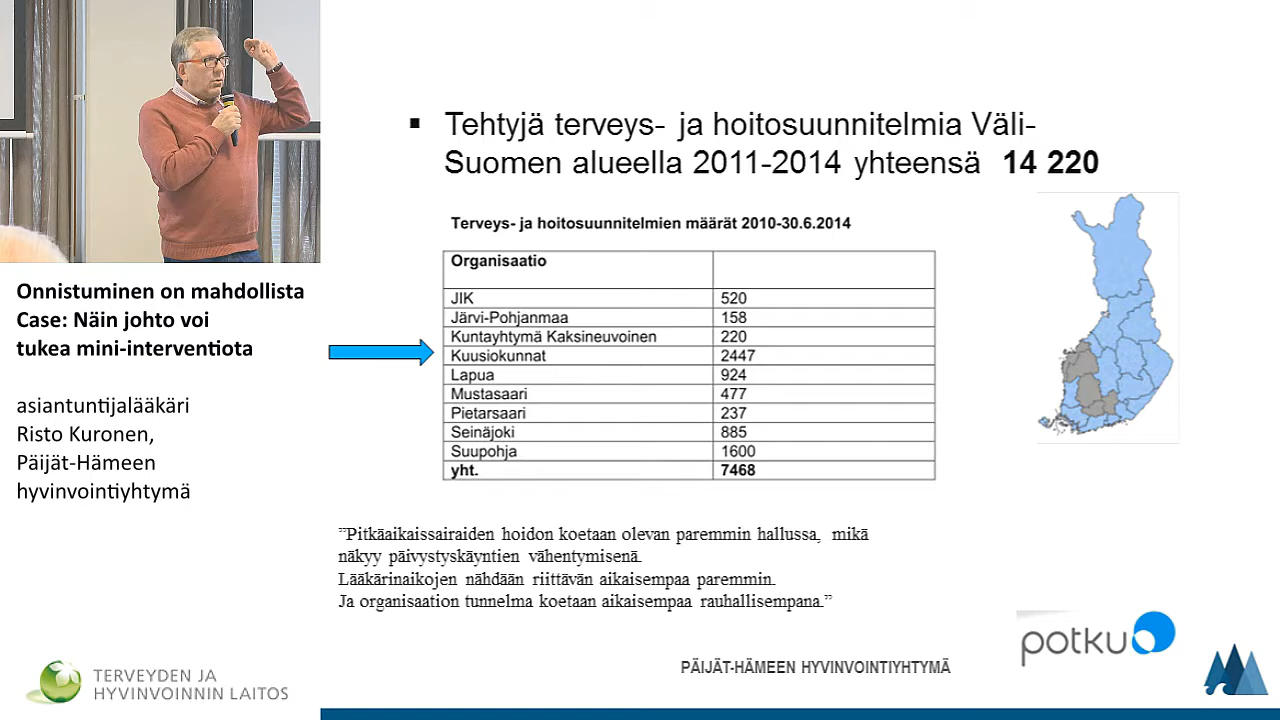 Onnistuminen on mahdollista
Case: Näin johto voi
tukea mini-interventiota
asiantuntijalääkäri
Risto Kuronen,
Päijät-Hämeen
hyvinvointiyhtymä
TERVEYDEN JA
HYVINVOINNIN LAITOS
▪ Tehtyjä terveys- ja hoitosuunnitelmia Väli-
Suomen alueella 2011-2014 yhteensä 14 220
Terveys- ja hoitosuunnitelmien määrät 2010-30.6.2014
Organisaatio
JIK 520
Järvi-Pohjanmaa 158
Kuntayhtymä Kaksineuvoinen 220
Kuusiokunnat 2447
Lapua 924
Mustasaari 477
Pietarsaari 237
Seinäjoki 885
Suupohja 1600
yht. 7468
”Pitkäaikaissairaiden hoidon koetaan olevan paremmin hallussa, mikä
näkyy päivystyskäyntien vähentymisenä.
Lääkärinaikojen nähdään riittävän aikaisempaa paremmin.
Ja organisaation tunnelma koetaan aikaisempaa rauhallisempana.”
potku
PÄIJÄT-HÄMEEN HYVINVOINTIYHTYMÄ